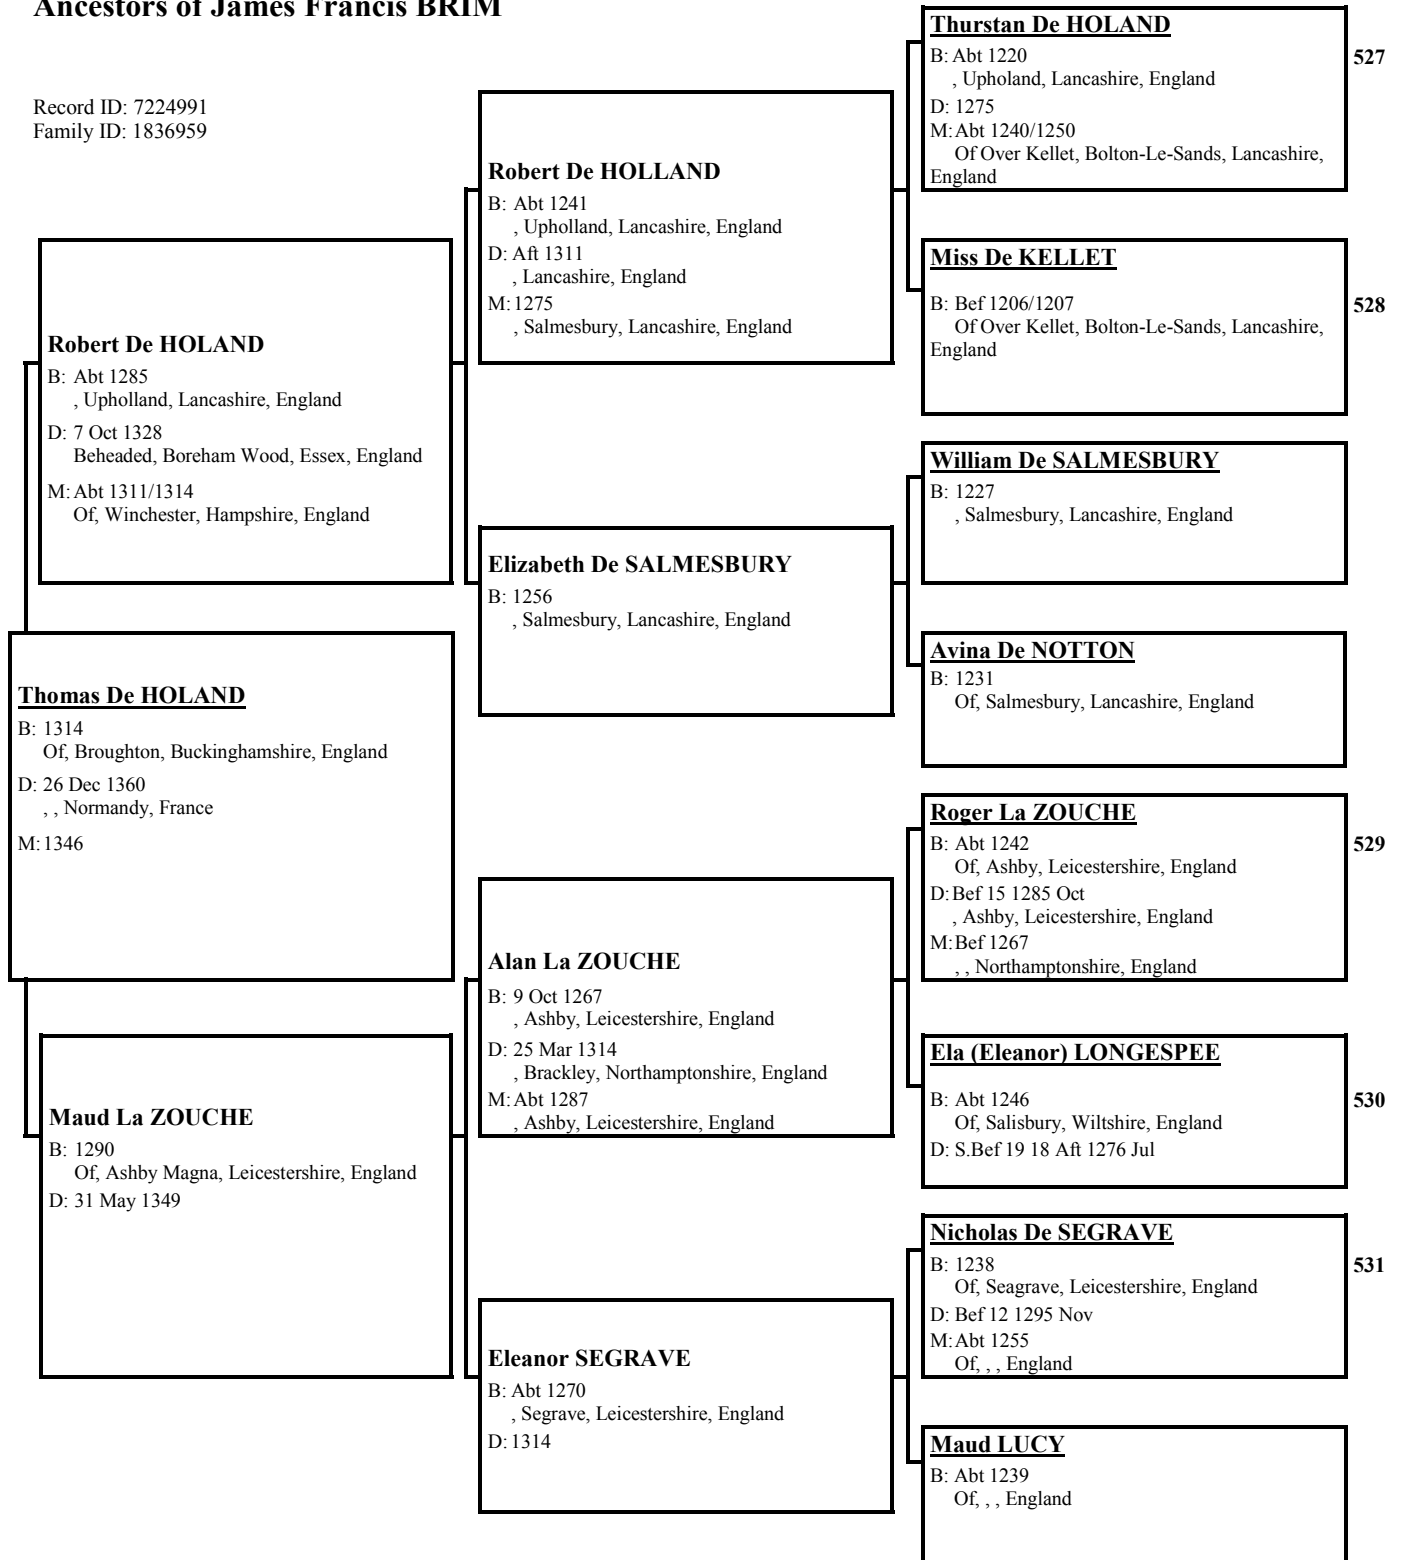 Ancestors of James Francis BRIM
Record ID: 7224991
Family ID: 1836959
Thomas De HOLAND
B: 1314
Of, Broughton, Buckinghamshire, England
D: 26 Dec 1360
, , Normandy, France
M: 1346
Robert De HOLAND
B: Abt 1285
, Upholland, Lancashire, England
D: 7 Oct 1328
Beheaded, Boreham Wood, Essex, England
M: Abt 1311/1314
Of, Winchester, Hampshire, England
Maud La ZOUCHE
B: 1290
Of, Ashby Magna, Leicestershire, England
D: 31 May 1349
Robert De HOLLAND
B: Abt 1241
, Upholland, Lancashire, England
D: Aft 1311
, Lancashire, England
M: 1275
, Salmesbury, Lancashire, England
Elizabeth De SALMESBURY
B: 1256
, Salmesbury, Lancashire, England
Alan La ZOUCHE
B: 9 Oct 1267
, Ashby, Leicestershire, England
D: 25 Mar 1314
, Brackley, Northamptonshire, England
M: Abt 1287
, Ashby, Leicestershire, England
Eleanor SEGRAVE
B: Abt 1270
, Segrave, Leicestershire, England
D: 1314
Thurstan De HOLAND
B: Abt 1220
, Upholand, Lancashire, England
D: 1275
M: Abt 1240/1250
Of Over Kellet, Bolton-Le-Sands, Lancashire,
England
527
Miss De KELLET
B: Bef 1206/1207
Of Over Kellet, Bolton-Le-Sands, Lancashire,
England
528
William De SALMESBURY
B: 1227
, Salmesbury, Lancashire, England
Avina De NOTTON
B: 1231
Of, Salmesbury, Lancashire, England
Roger La ZOUCHE
B: Abt 1242
Of, Ashby, Leicestershire, England
D: Bef 15 1285 Oct
, Ashby, Leicestershire, England
M: Bef 1267
, , Northamptonshire, England
529
Ela (Eleanor) LONGESPEE
B: Abt 1246
Of, Salisbury, Wiltshire, England
D: S.Bef 19 18 Aft 1276 Jul
530
Nicholas De SEGRAVE
B: 1238
Of, Seagrave, Leicestershire, England
D: Bef 12 1295 Nov
M: Abt 1255
Of, , , England
531
Maud LUCY
B: Abt 1239
Of, , , England